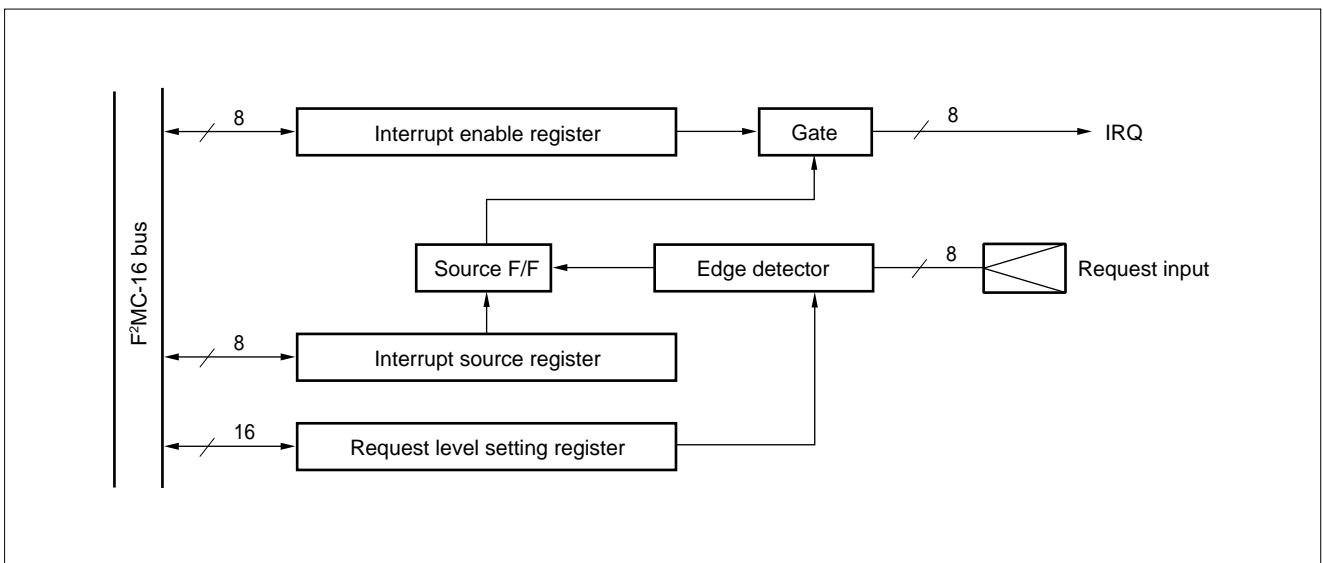 8
Interrupt enable register
Gate
8
IRQ
F²MC-16 bus
Source F/F
Edge detector
8
Request input
8
Interrupt source register
16
Request level setting register